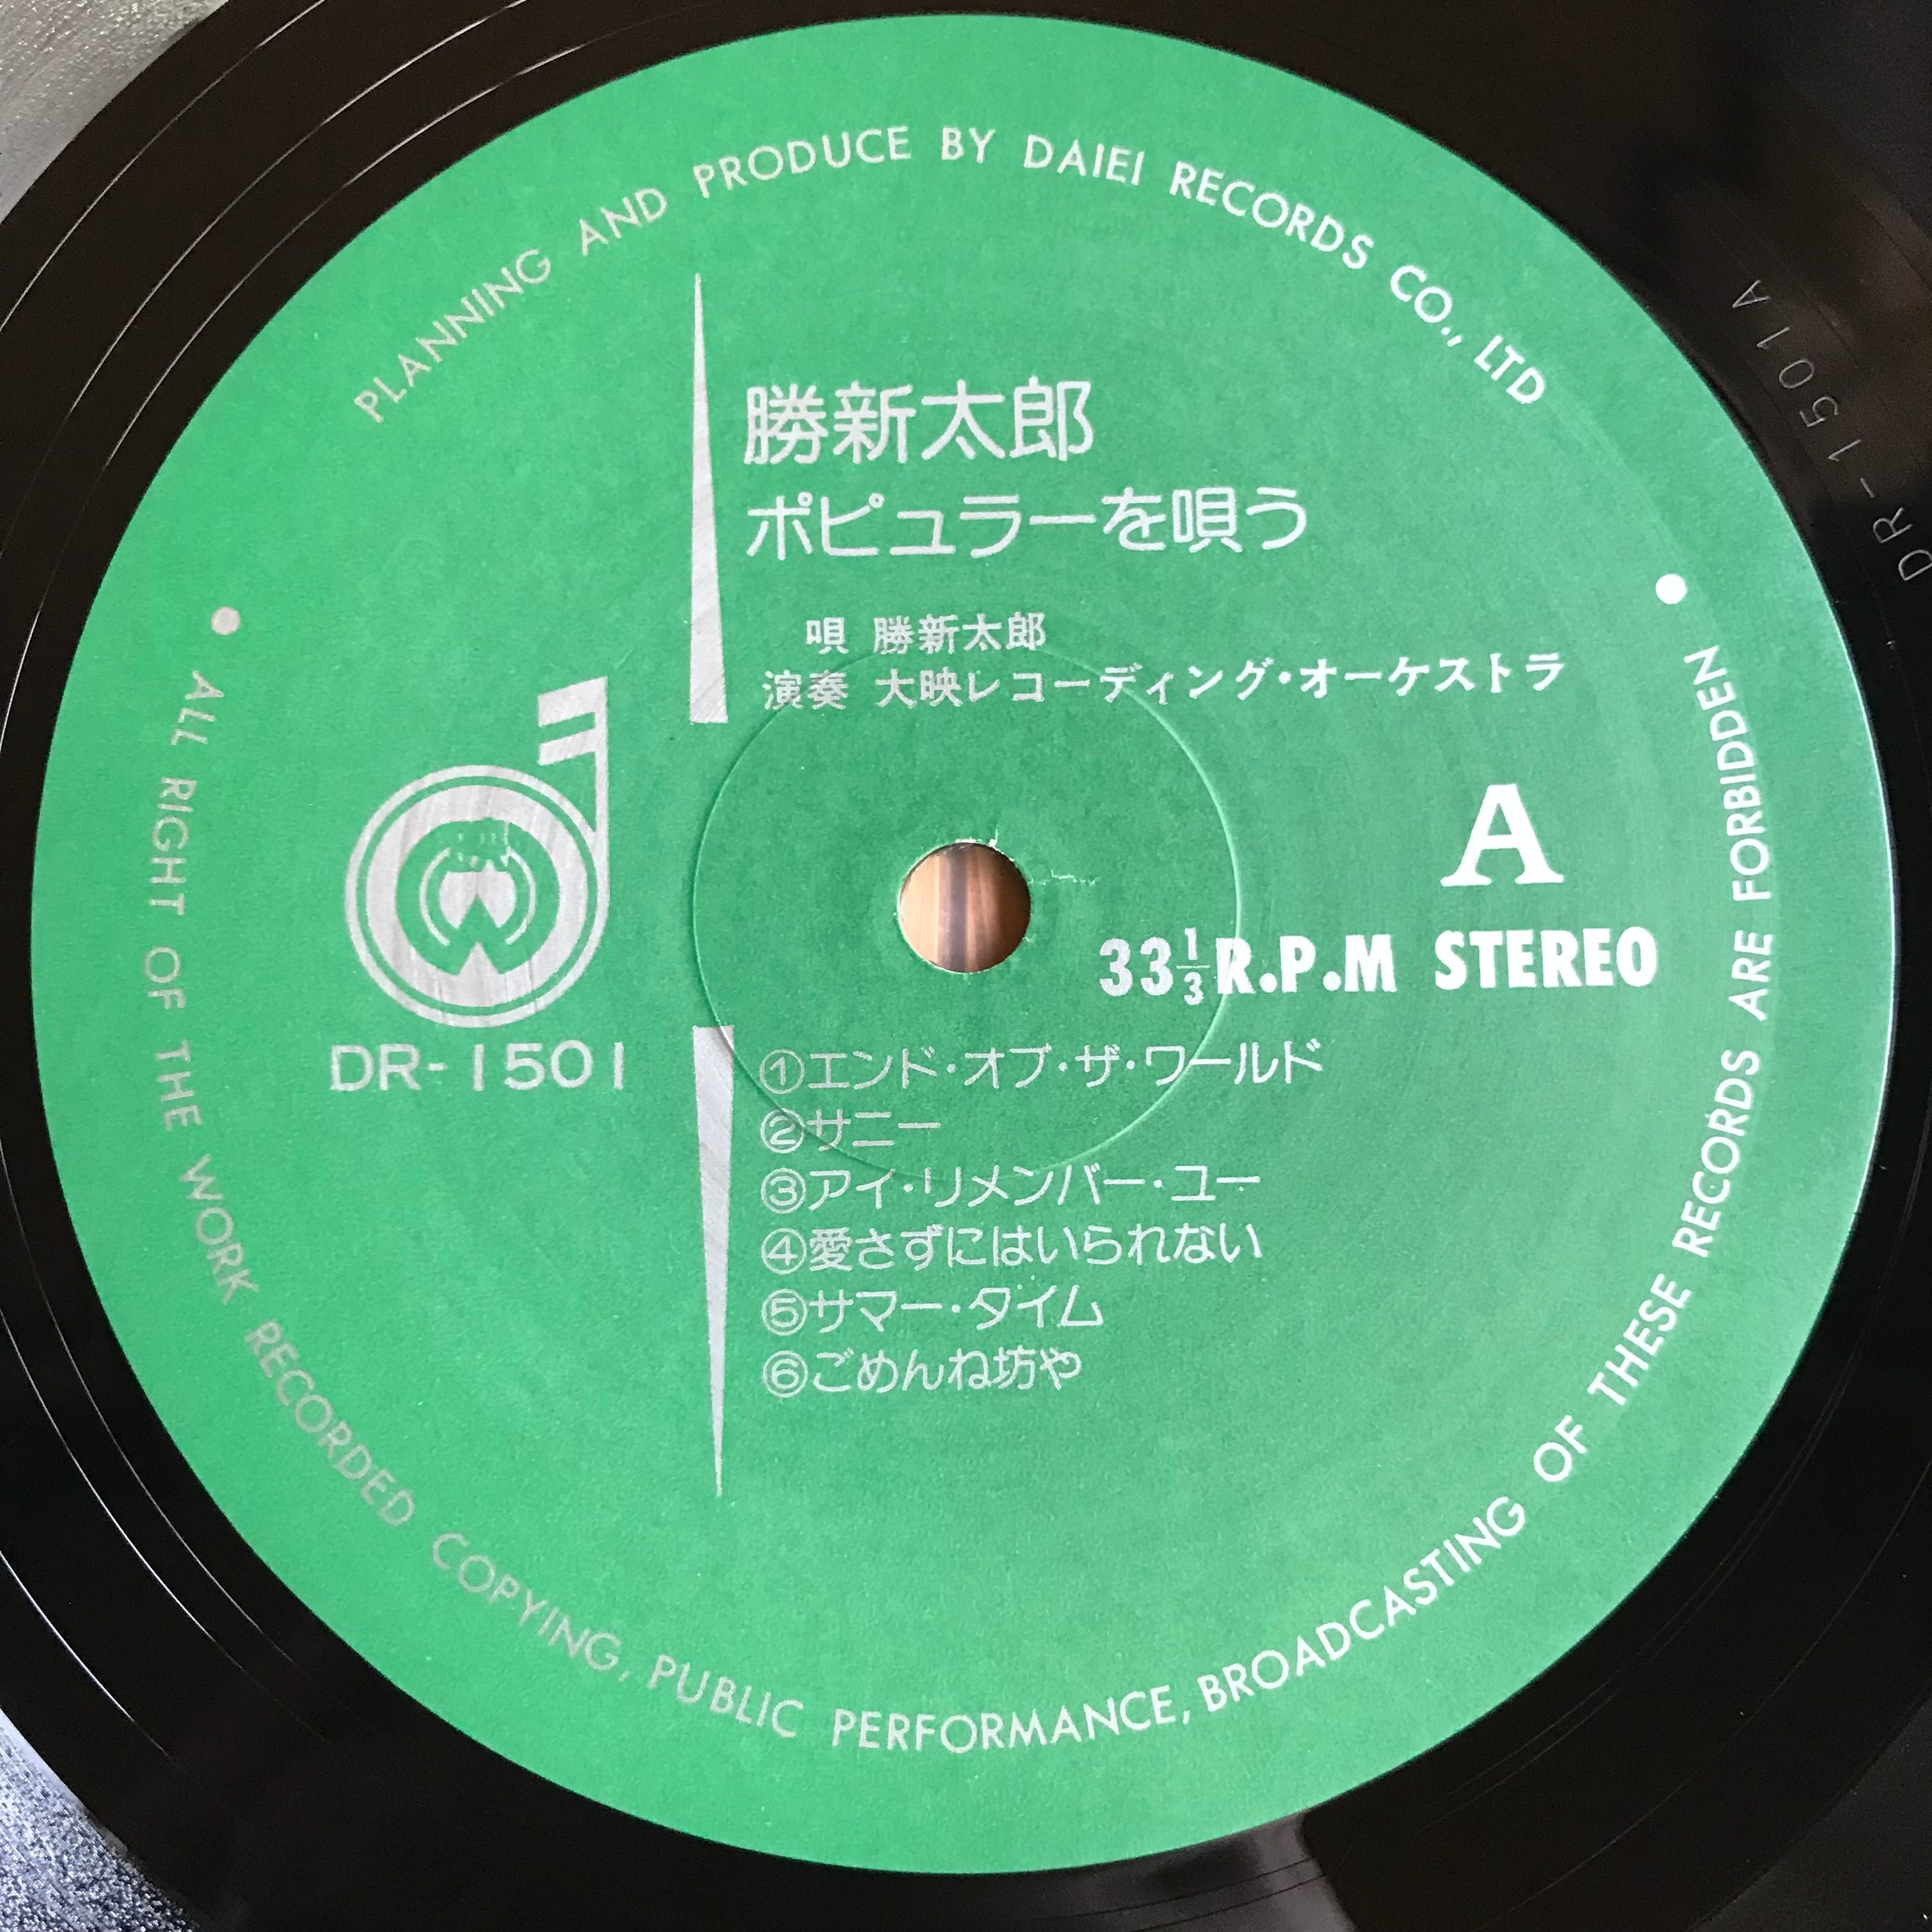 PLANNING AND PRODUCE BY DAIEI RECORDS CO., LTD
勝新太郎
ポピュラーを唄う
唄 勝新太郎
演奏 大映レコーディング・オーケストラ
A
33⅓R.P.M STEREO
DR-1501
①エンド・オブ・ザ・ワールド
②サニー
③アイ・リメンバー・ユー
④愛さずにはいられない
⑤サマー・タイム
⑥ごめんね坊や
ALL RIGHT OF THE WORK RECORDED COPYING, PUBLIC PERFORMANCE, BROADCASTING OF THESE RECORDS ARE FORBIDDEN
DR-1501A